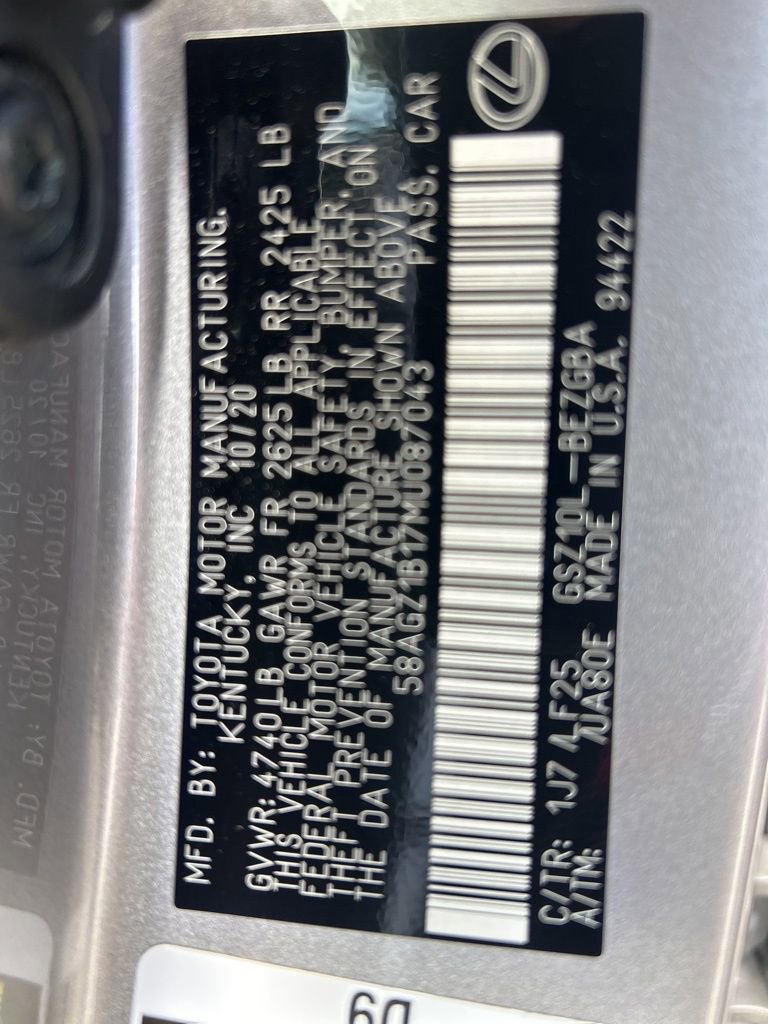 MFD. BY: TOYOTA MOTOR MANUFACTURING,
KENTUCKY, INC 10/20
GVWR: 4740LB GAWR FR 2625LB RR 2425 LB
THIS VEHICLE CONFORMS TO ALL APPLICABLE
FEDERAL MOTOR VEHICLE SAFETY, BUMPER, AND
THEFT PREVENTION STANDARDS IN EFFECT ON
THE DATE OF MANUFACTURE SHOWN ABOVE
58AGZ1B17MU087043 PASS. CAR
C/TR: 1J7 /LF25 GSZ10L-BEZGBA
A/TM: UA80E MADE IN U.S.A. 94422